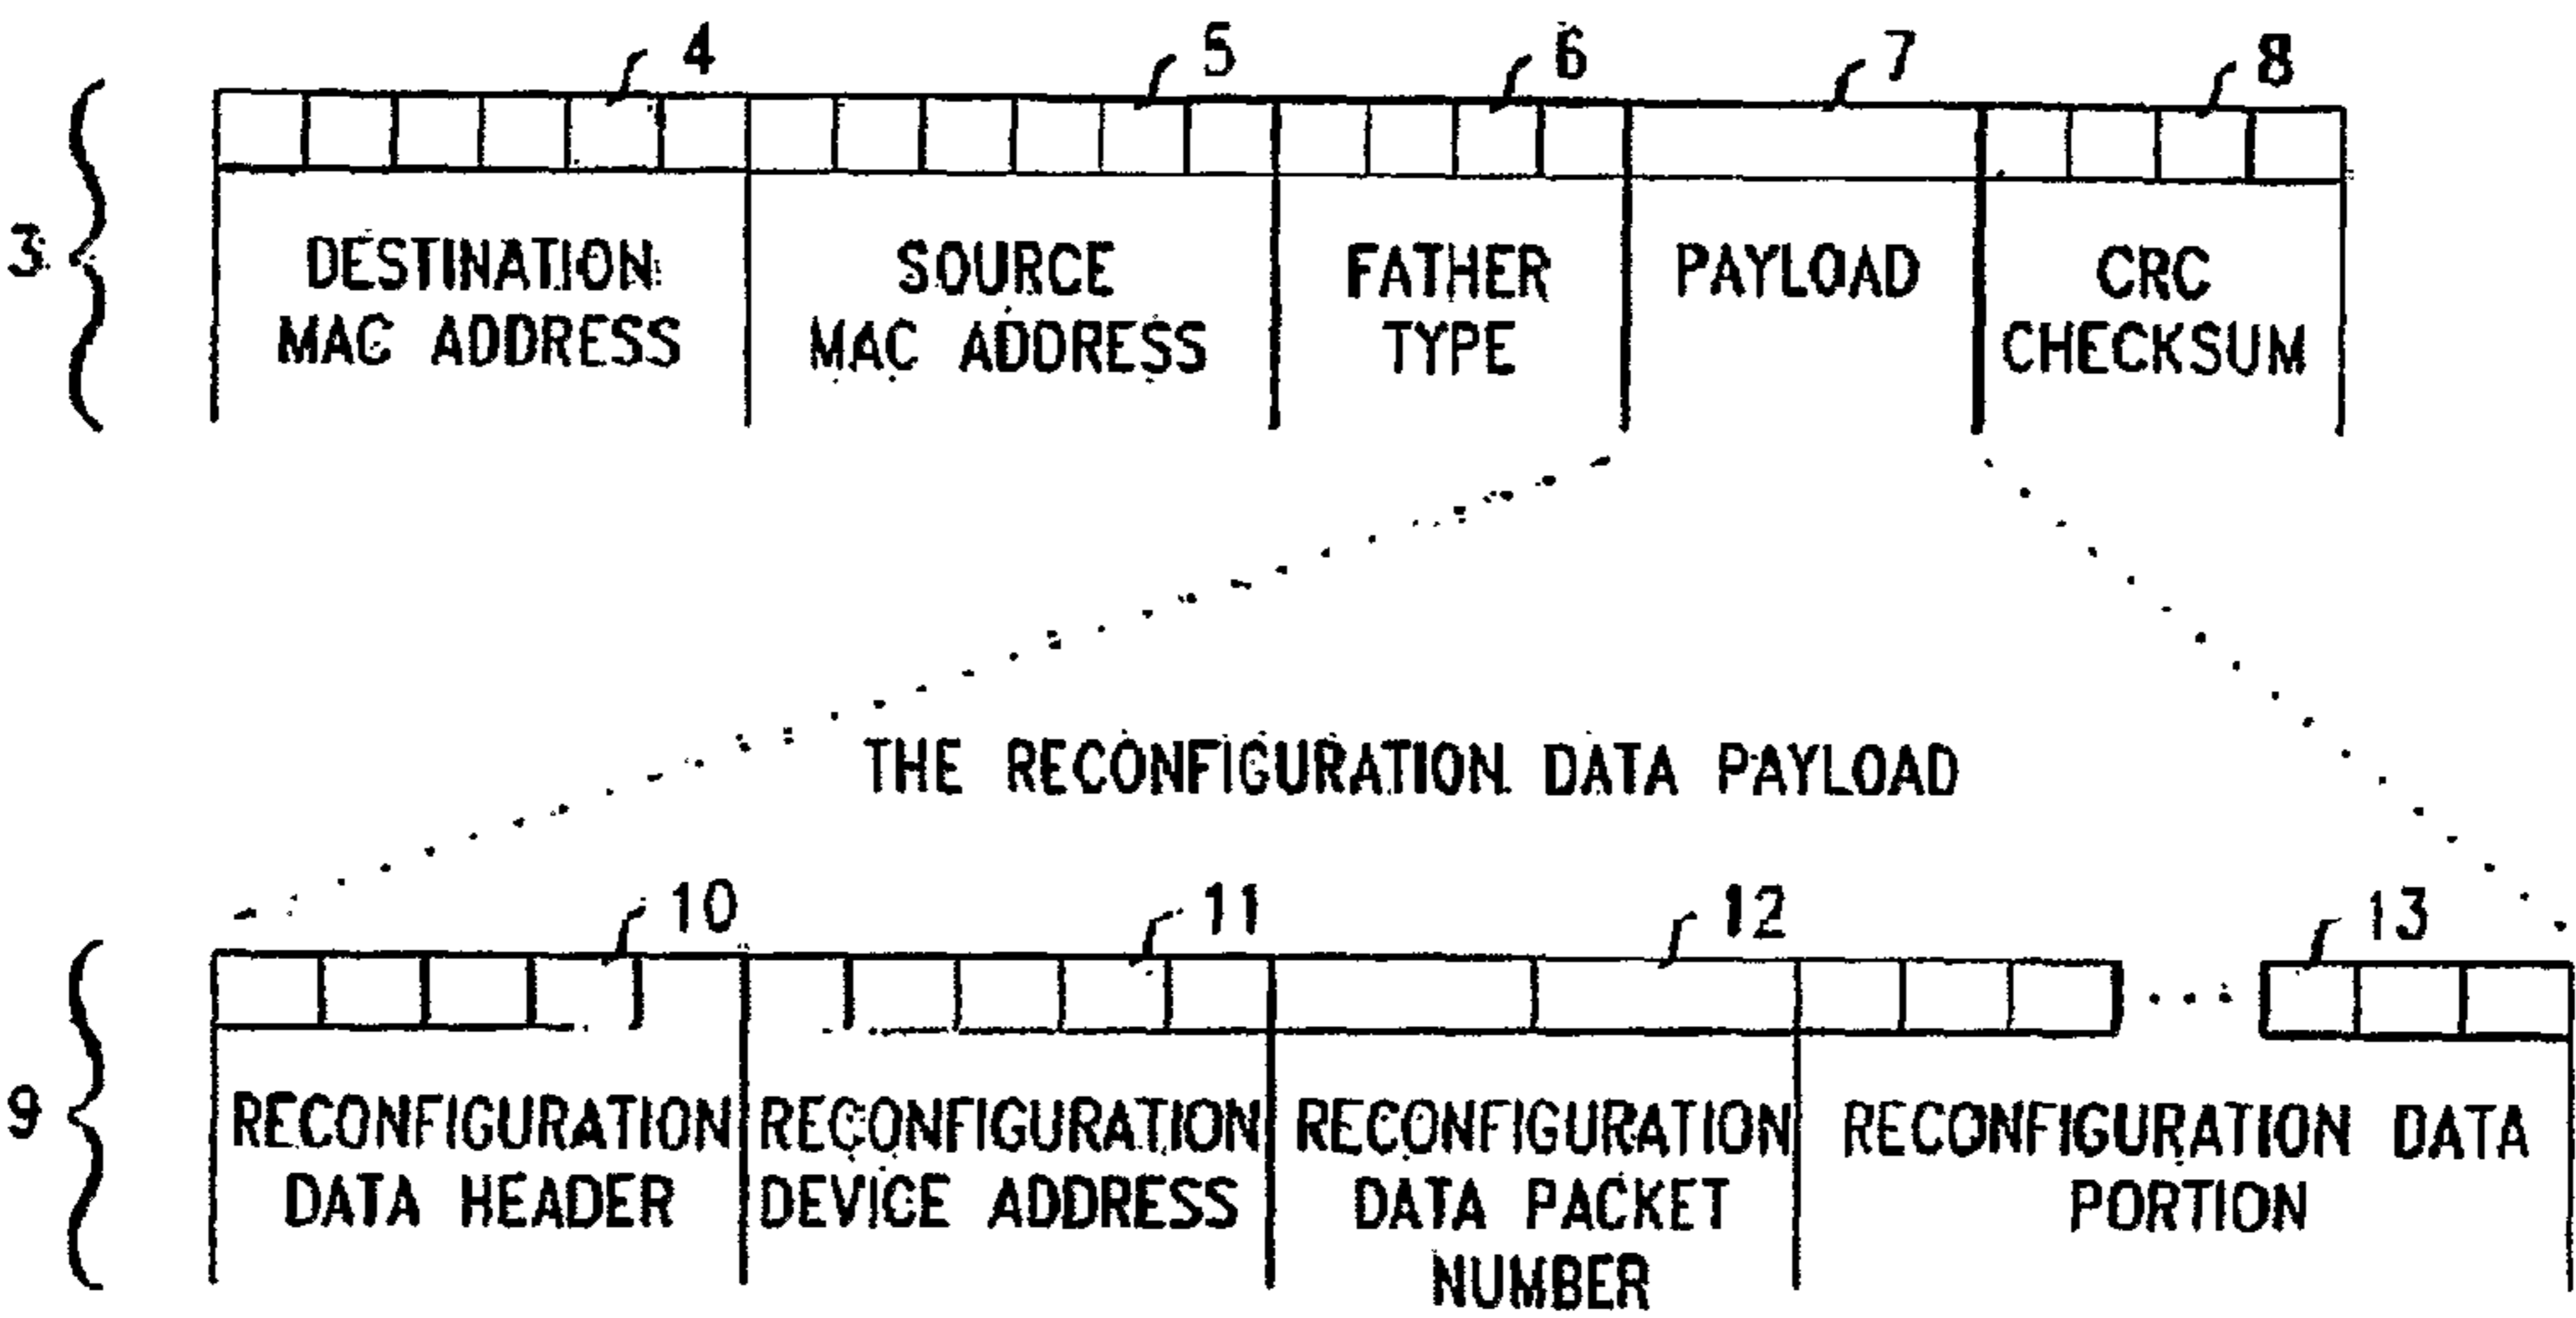 4 5 6 7 8
3
DESTINATION MAC ADDRESS
SOURCE MAC ADDRESS
FATHER TYPE
PAYLOAD
CRC CHECKSUM
THE RECONFIGURATION DATA PAYLOAD
10 11 12 13
9
RECONFIGURATION DATA HEADER
RECONFIGURATION DEVICE ADDRESS
RECONFIGURATION DATA PACKET NUMBER
RECONFIGURATION DATA PORTION